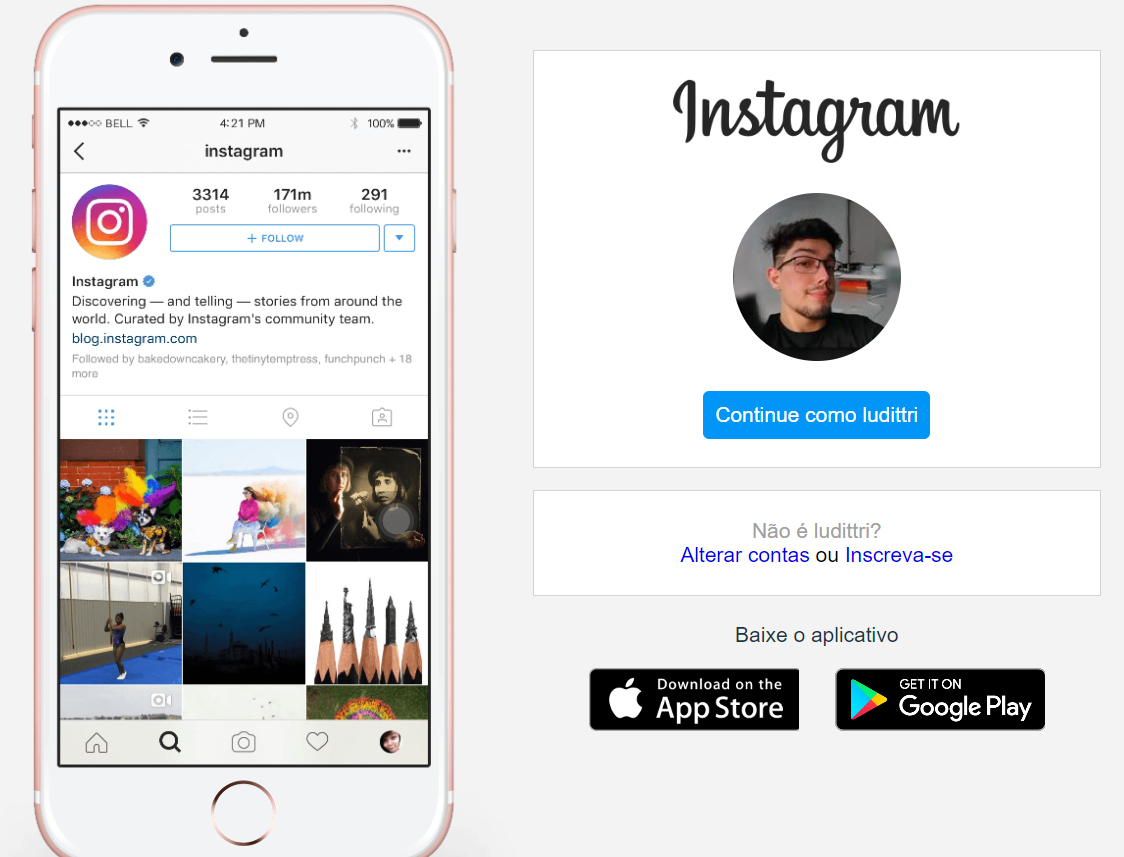 BELL
4:21 PM
100%
instagram
3314
171m
291
posts
followers
following
+ FOLLOW
Instagram
Discovering — and telling — stories from around the
world. Curated by Instagram's community team.
blog.instagram.com
Followed by bakedowncakery, thetinytemptress, funchpunch + 18
more
Instagram
Continue como ludittri
Não é ludittri?
Alterar contas ou Inscreva-se
Baixe o aplicativo
Download on the
App Store
GET IT ON
Google Play